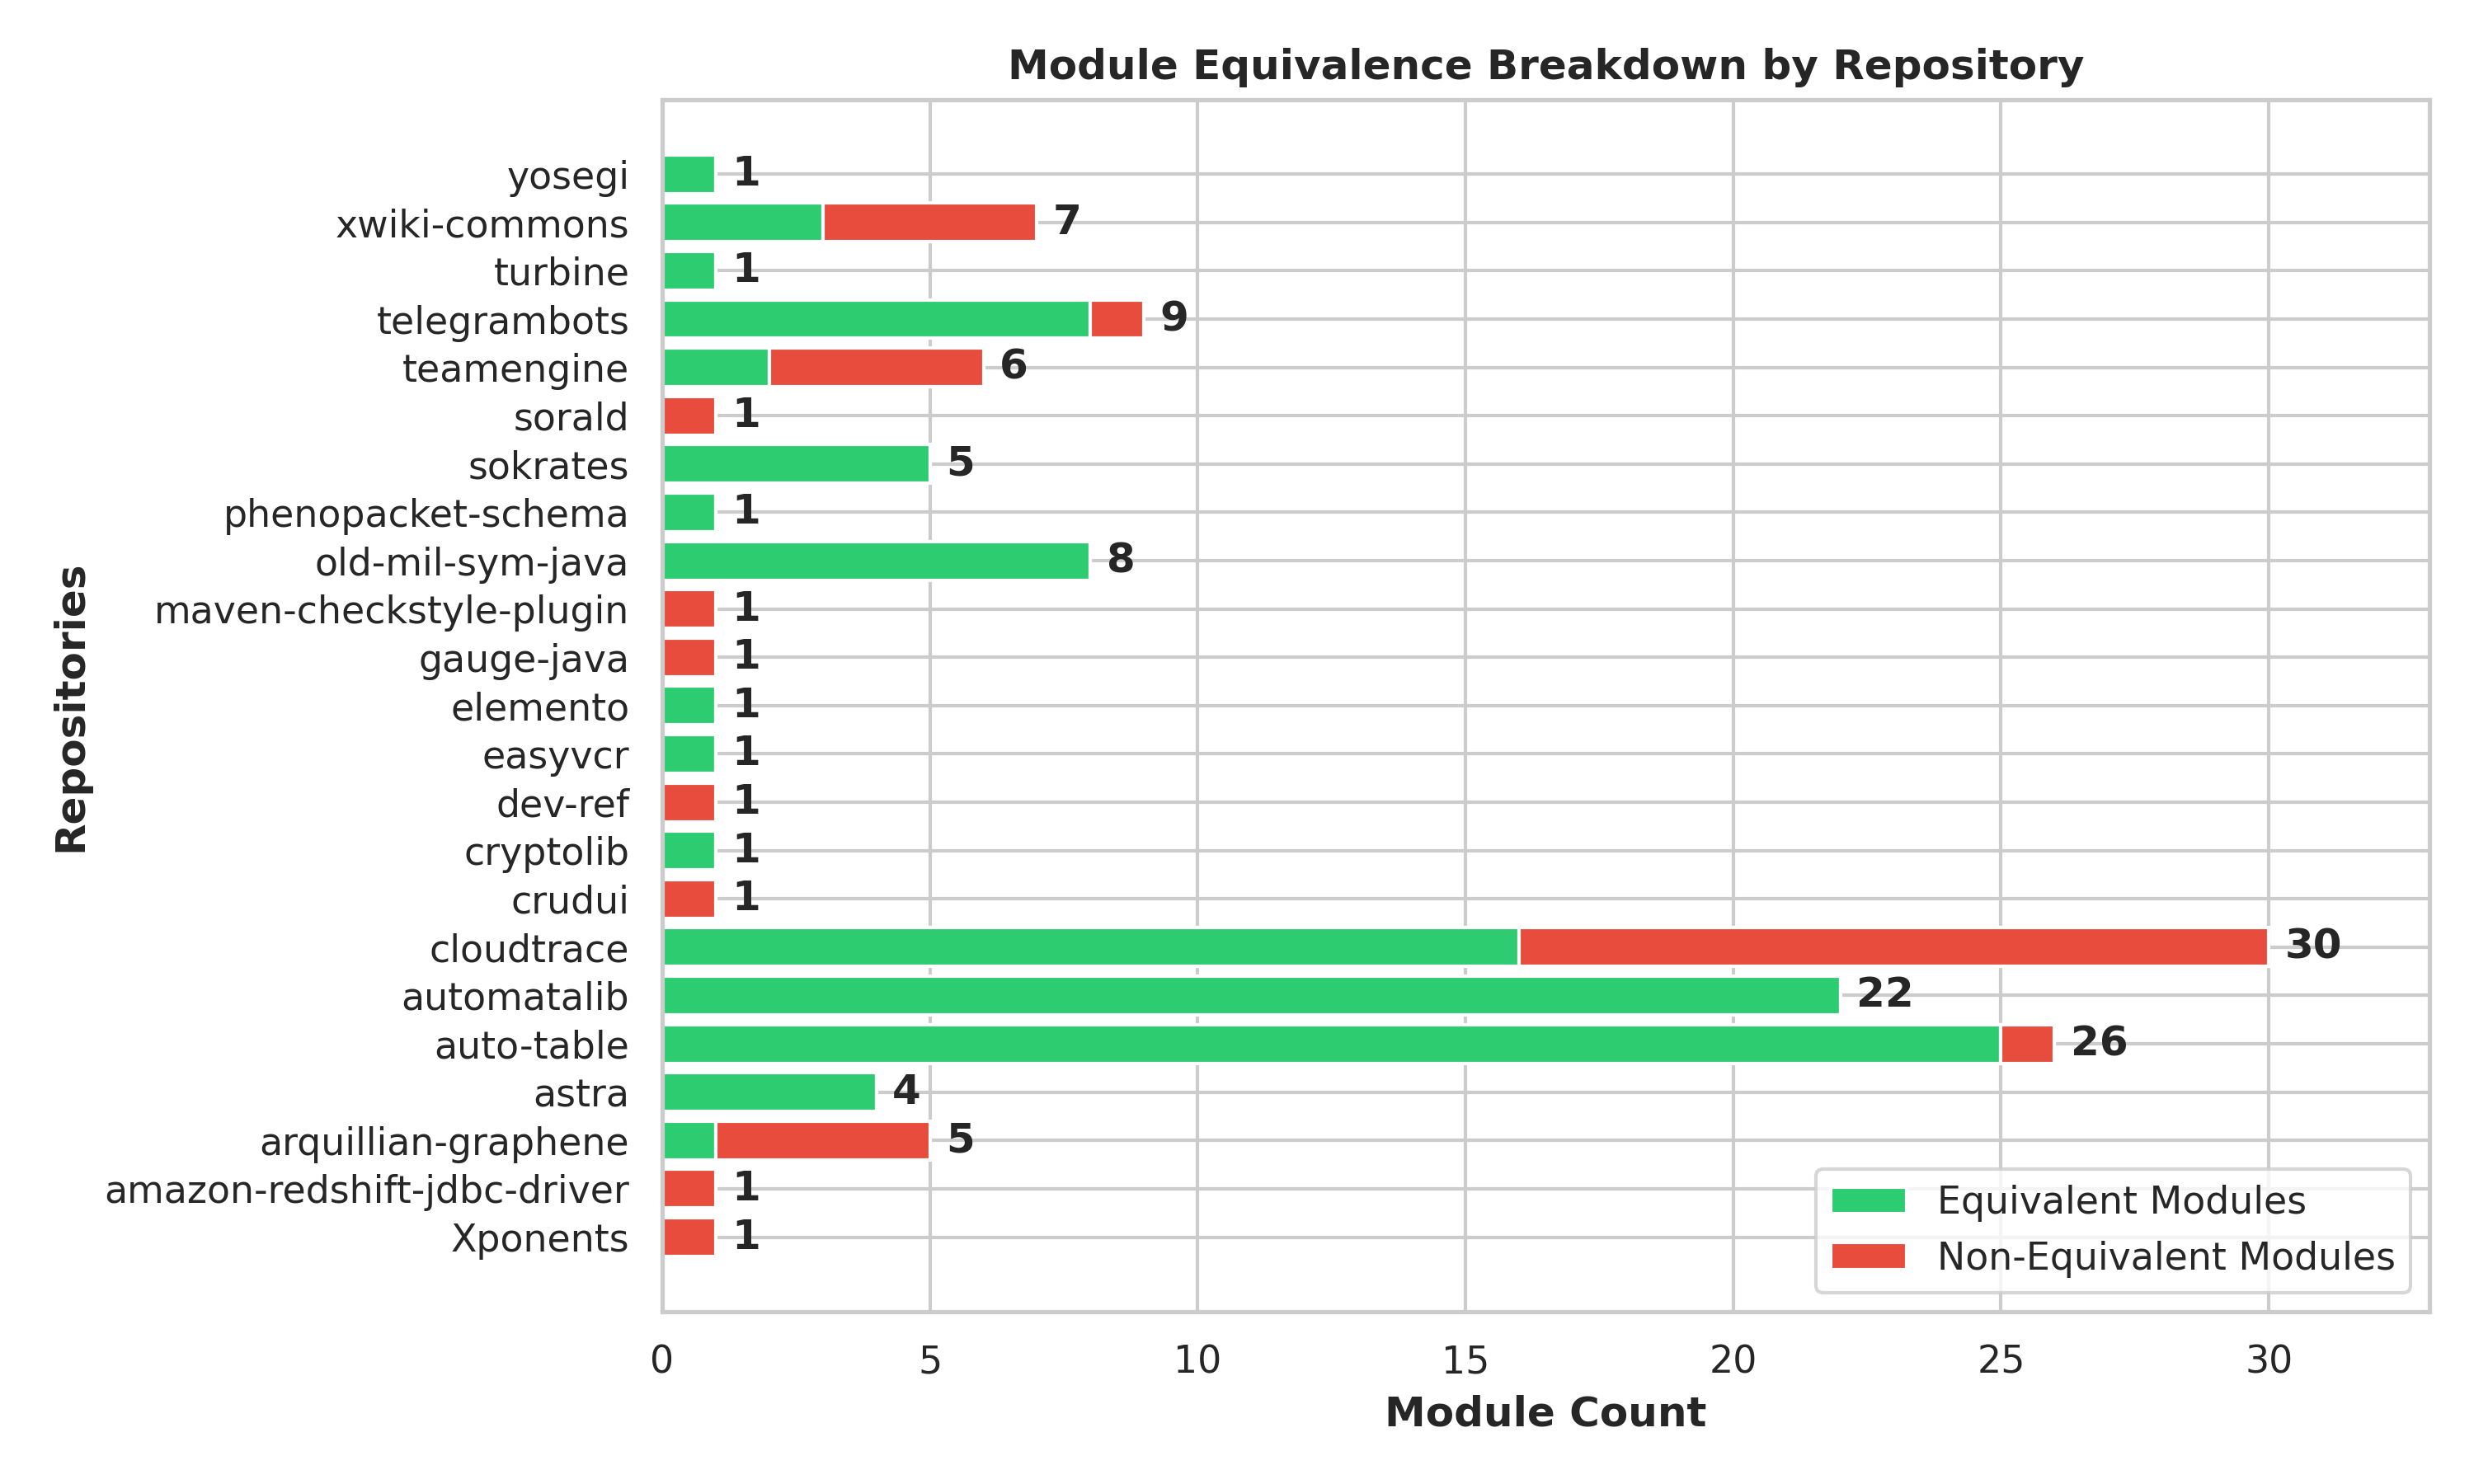 Module Equivalence Breakdown by Repository
Repositories
yosegi 1
xwiki-commons 7
turbine 1
telegrambots 9
teamengine 6
sorald 1
sokrates 5
phenopacket-schema 1
old-mil-sym-java 8
maven-checkstyle-plugin 1
gauge-java 1
elemento 1
easyvcr 1
dev-ref 1
cryptolib 1
crudui 1
cloudtrace 30
automatalib 22
auto-table 26
astra 4
arquillian-graphene 5
amazon-redshift-jdbc-driver 1
Xponents 1
Equivalent Modules
Non-Equivalent Modules
0 5 10 15 20 25 30
Module Count